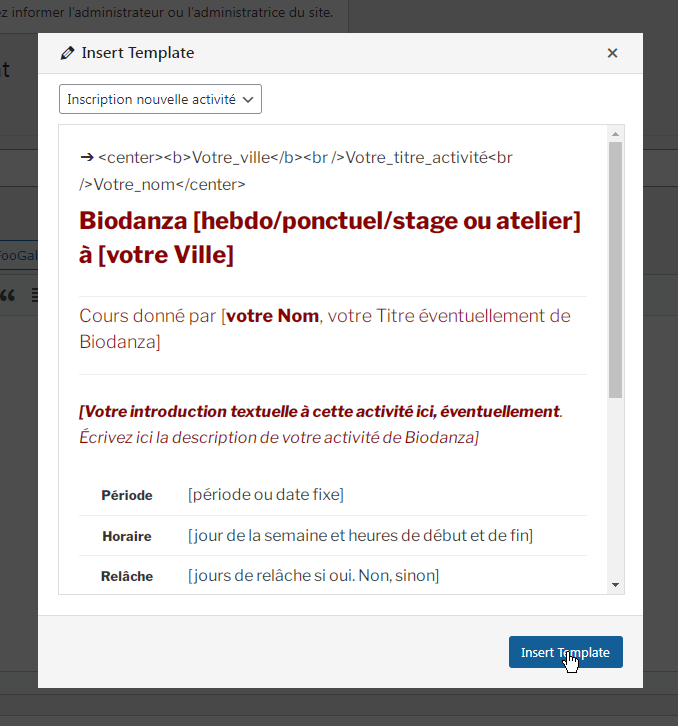 ez informer l'administrateur ou l'administratrice du site.
Insert Template
Inscription nouvelle activité
➔ <center><b>Votre_ville</b><br />Votre_titre_activité<br
/>Votre_nom</center>
Biodanza [hebdo/ponctuel/stage ou atelier]
à [votre Ville]
FooGal
Cours donné par [votre Nom, votre Titre éventuellement de
Biodanza]
[Votre introduction textuelle à cette activité ici, éventuellement.
Écrivez ici la description de votre activité de Biodanza]
Période [période ou date fixe]
Horaire [jour de la semaine et heures de début et de fin]
Relâche [jours de relâche si oui. Non, sinon]
Insert Template